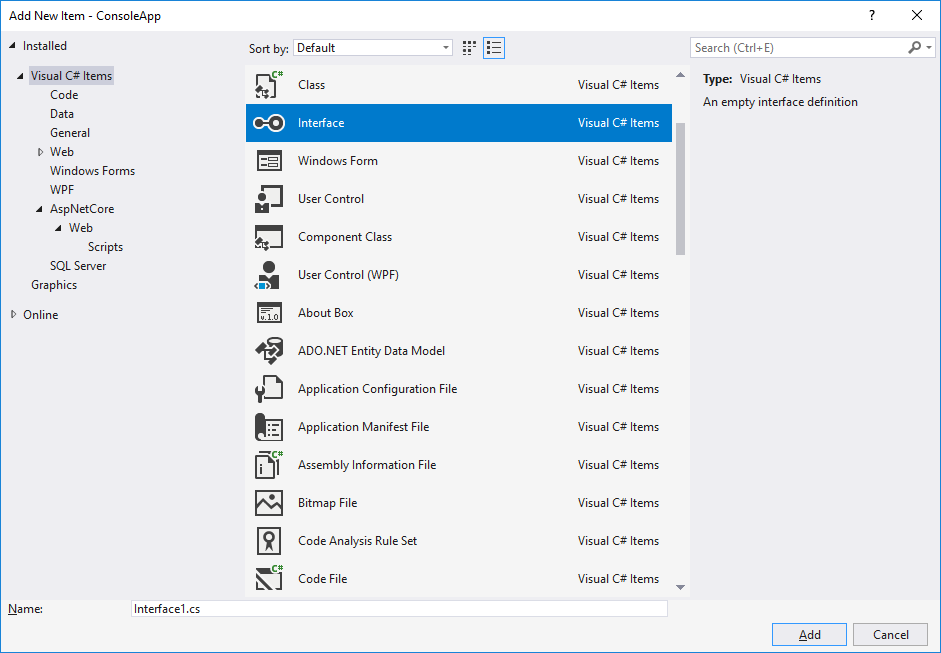 Add New Item - ConsoleApp ?
Installed
Sort by: Default
Search (Ctrl+E)
Visual C# Items
Code
Data
General
Web
Windows Forms
WPF
AspNetCore
Web
Scripts
SQL Server
Graphics
Online
C# Class Visual C# Items
Interface Visual C# Items
Windows Form Visual C# Items
User Control Visual C# Items
Component Class Visual C# Items
User Control (WPF) Visual C# Items
v.1.0 About Box Visual C# Items
ADO.NET Entity Data Model Visual C# Items
Application Configuration File Visual C# Items
Application Manifest File Visual C# Items
C# Assembly Information File Visual C# Items
Bitmap File Visual C# Items
Code Analysis Rule Set Visual C# Items
C# Code File Visual C# Items
Type: Visual C# Items
An empty interface definition
Name: Interface1.cs
Add Cancel